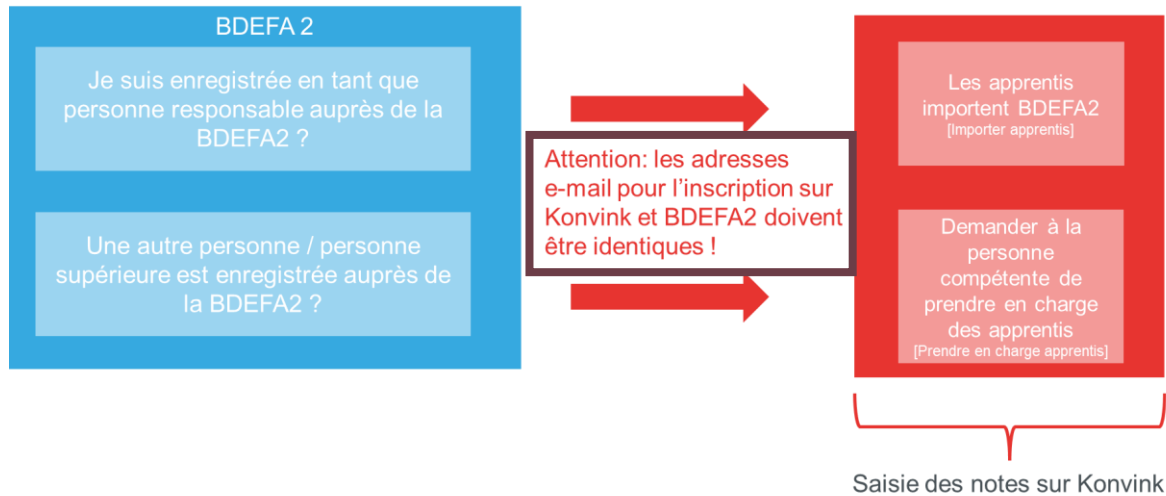 BDEFA 2
Je suis enregistrée en tant que
personne responsable auprès de la
BDEFA2 ?
Une autre personne / personne
supérieure est enregistrée auprès de
la BDEFA2 ?
Attention: les adresses
e-mail pour l'inscription sur
Konvink et BDEFA2 doivent
être identiques !
Les apprentis
importent BDEFA2
[Importer apprentis]
Demander à la
personne
compétente de
prendre en charge
des apprentis
[Prendre en charge apprentis]
Saisie des notes sur Konvink